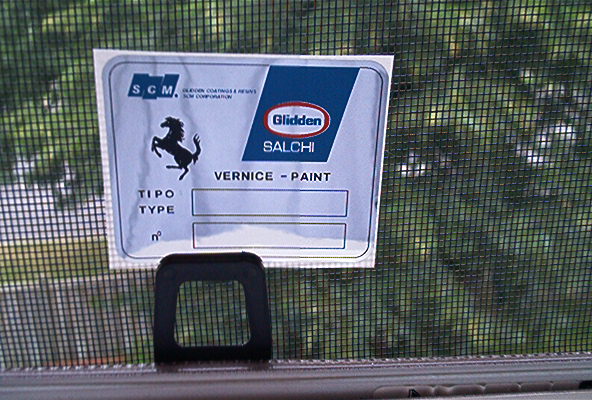 SCM®
GLIDDEN COATINGS & RESINS
SCM CORPORATION
Glidden
SALCHI
VERNICE - PAINT
TIPO
TYPE
n°